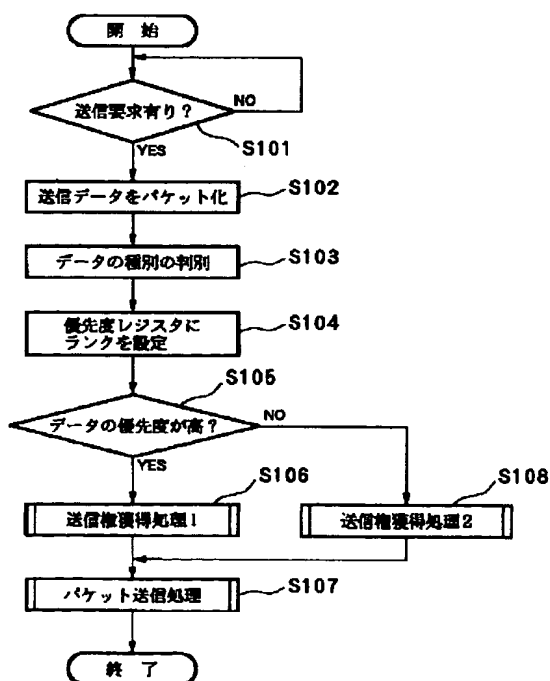 開 始
送信要求有り?
NO
S101
YES
送信データをパケット化
S102
データの種別の判別
S103
優先度レジスタに
ランクを設定
S104
S105
データの優先度が高?
NO
YES
S106
送信権獲得処理1
S108
送信権獲得処理2
パケット送信処理
S107
終 了